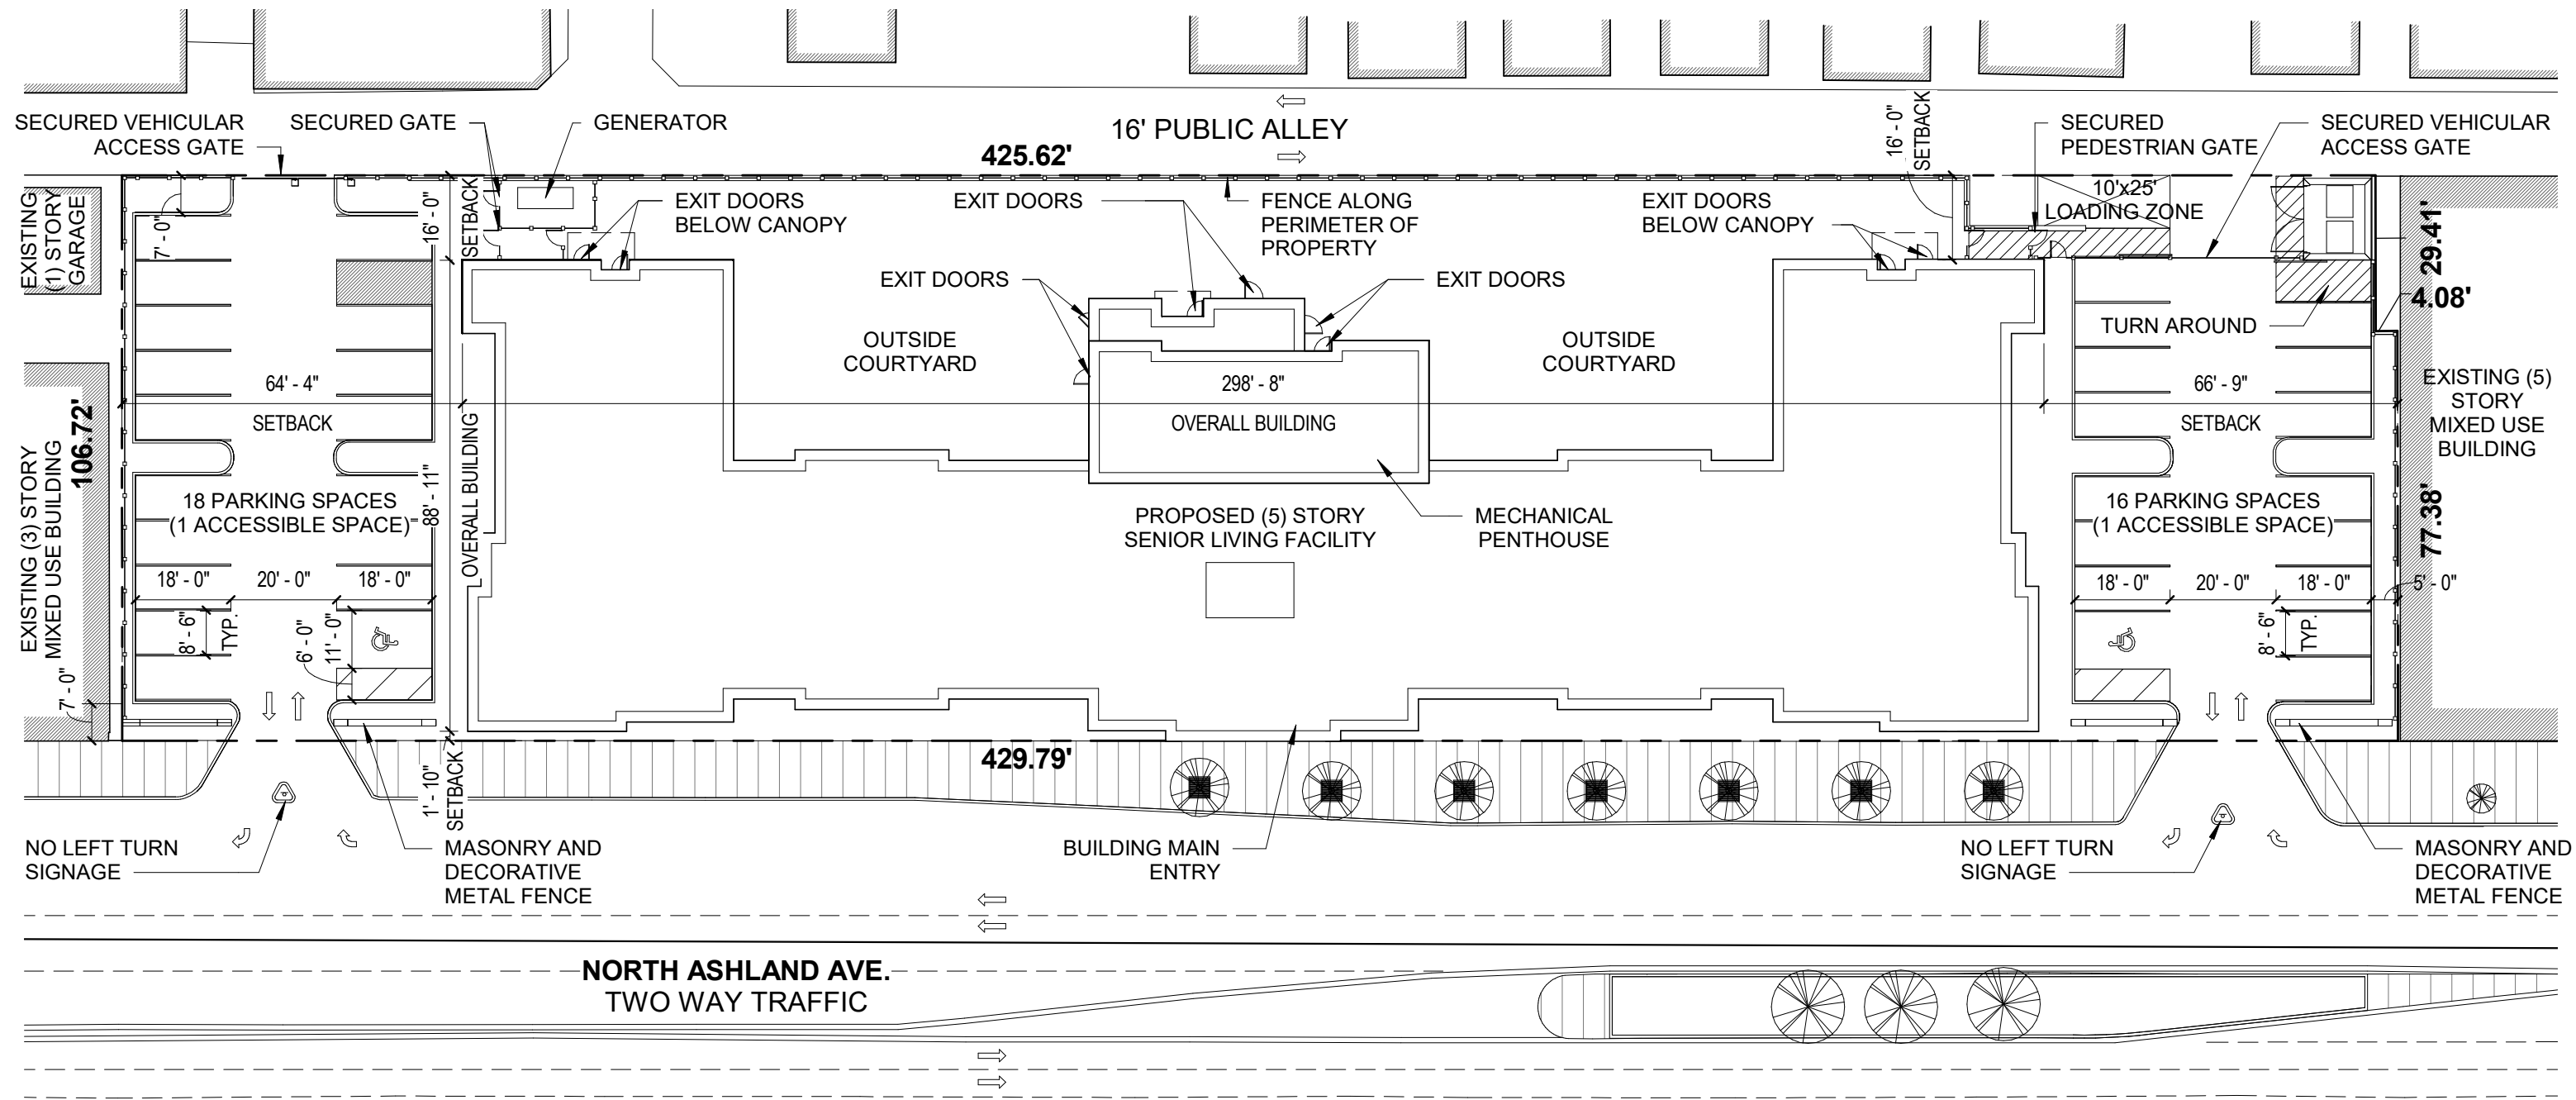 16' PUBLIC ALLEY
425.62'
SECURED VEHICULAR
ACCESS GATE
SECURED GATE
GENERATOR
16' - 0"
SETBACK
SECURED
PEDESTRIAN GATE
SECURED VEHICULAR
ACCESS GATE
EXISTING
(1) STORY
GARAGE
7' - 0"
16' - 0"
SETBACK
EXIT DOORS
BELOW CANOPY
EXIT DOORS
FENCE ALONG
PERIMETER OF
PROPERTY
EXIT DOORS
BELOW CANOPY
10'x25'
LOADING ZONE
29.41'
4.08'
EXIT DOORS
EXIT DOORS
TURN AROUND
OUTSIDE
COURTYARD
OUTSIDE
COURTYARD
64' - 4"
SETBACK
298' - 8"
OVERALL BUILDING
66' - 9"
SETBACK
EXISTING (5)
STORY
MIXED USE
BUILDING
106.72'
EXISTING (3) STORY
MIXED USE BUILDING
88' - 11"
OVERALL BUILDING
18 PARKING SPACES
(1 ACCESSIBLE SPACE)
PROPOSED (5) STORY
SENIOR LIVING FACILITY
MECHANICAL
PENTHOUSE
16 PARKING SPACES
(1 ACCESSIBLE SPACE)
77.38'
18' - 0"
20' - 0"
18' - 0"
18' - 0"
20' - 0"
18' - 0"
5' - 0"
8' - 6"
TYP.
6' - 0"
11' - 0"
8' - 6"
TYP.
7' - 0"
429.79'
1' - 10"
SETBACK
NO LEFT TURN
SIGNAGE
MASONRY AND
DECORATIVE
METAL FENCE
BUILDING MAIN
ENTRY
NO LEFT TURN
SIGNAGE
MASONRY AND
DECORATIVE
METAL FENCE
NORTH ASHLAND AVE.
TWO WAY TRAFFIC